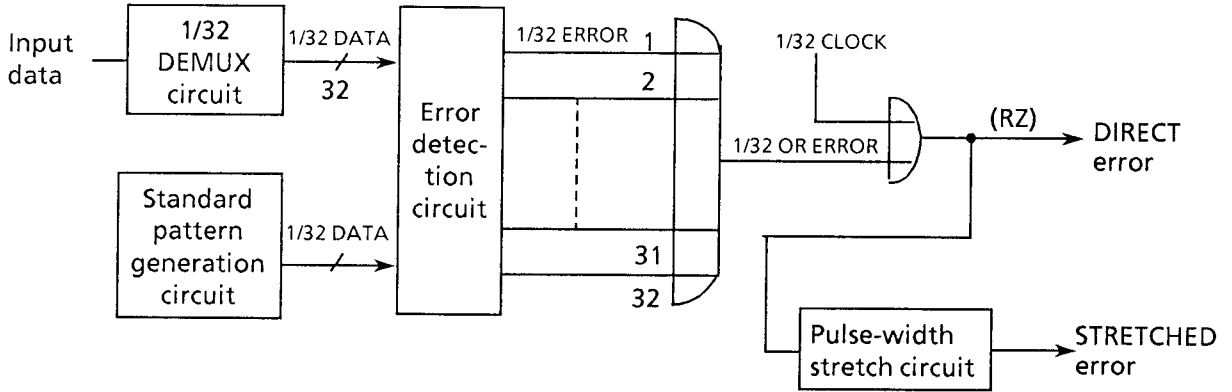 Input
data
1/32
DEMUX
circuit
1/32 DATA
32
Standard
pattern
generation
circuit
1/32 DATA
Error
detec-
tion
circuit
1/32 ERROR
1
2
31
32
1/32 CLOCK
1/32 OR ERROR
(RZ)
DIRECT
error
Pulse-width
stretch circuit
STRETCHED
error